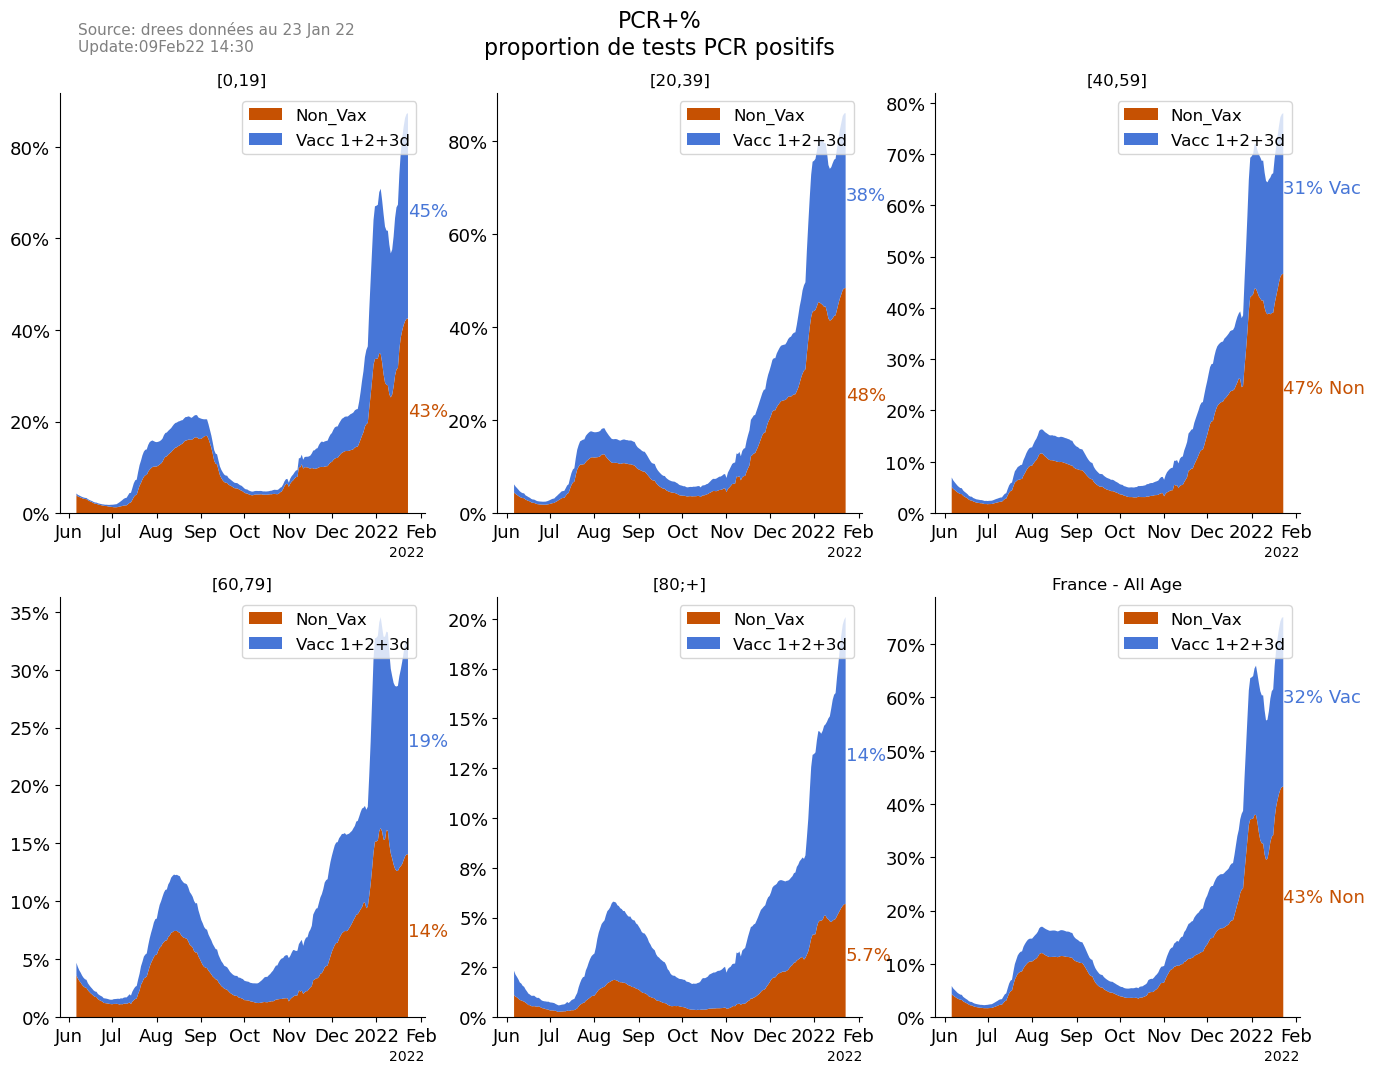 Source: drees données au 23 Jan 22
Update:09Feb22 14:30
PCR+%
proportion de tests PCR positifs
[0,19]
Non_Vax
Vacc 1+2+3d
80%
60%
40%
20%
0%
45%
43%
Jun Jul Aug Sep Oct Nov Dec 2022 Feb
2022
[20,39]
Non_Vax
Vacc 1+2+3d
80%
60%
40%
20%
0%
38%
48%
Jun Jul Aug Sep Oct Nov Dec 2022 Feb
2022
[40,59]
Non_Vax
Vacc 1+2+3d
80%
70%
60%
50%
40%
30%
20%
10%
0%
31% Vac
47% Non
Jun Jul Aug Sep Oct Nov Dec 2022 Feb
2022
[60,79]
Non_Vax
Vacc 1+2+3d
35%
30%
25%
20%
15%
10%
5%
0%
19%
14%
Jun Jul Aug Sep Oct Nov Dec 2022 Feb
2022
[80;+]
Non_Vax
Vacc 1+2+3d
20%
18%
15%
12%
10%
8%
5%
2%
0%
14%
5.7%
Jun Jul Aug Sep Oct Nov Dec 2022 Feb
2022
France - All Age
Non_Vax
Vacc 1+2+3d
70%
60%
50%
40%
30%
20%
10%
0%
32% Vac
43% Non
Jun Jul Aug Sep Oct Nov Dec 2022 Feb
2022